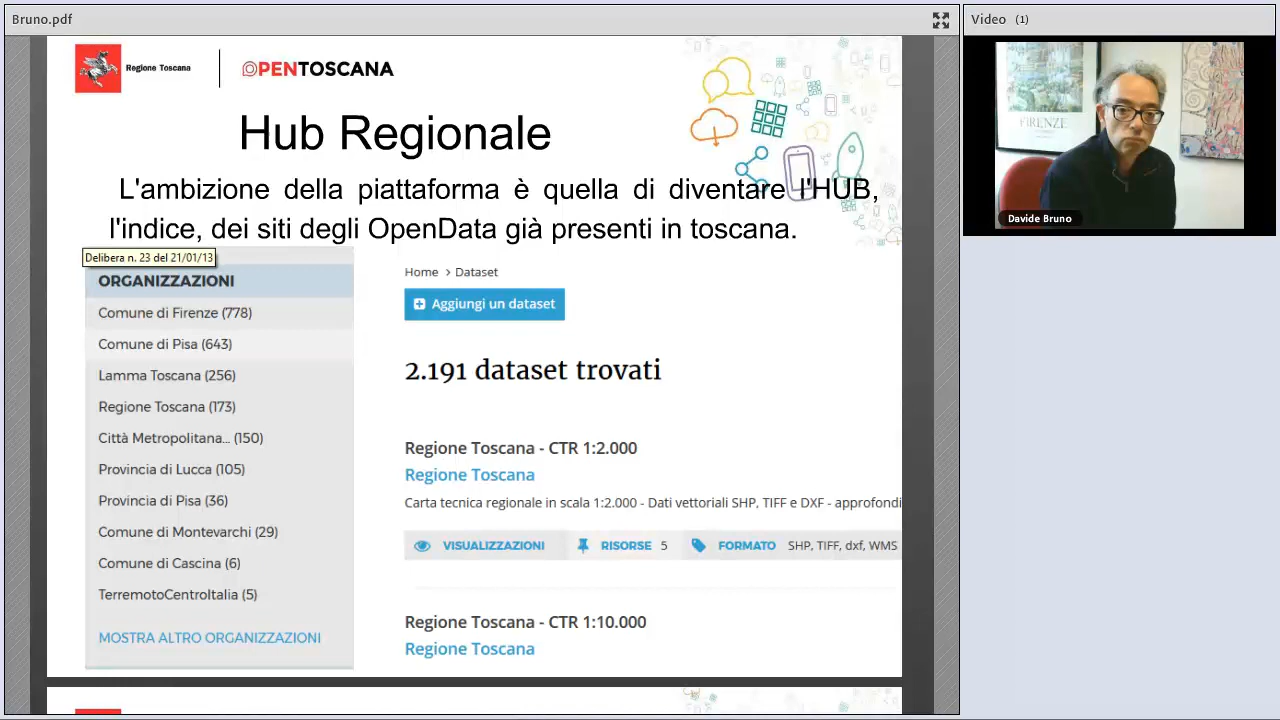 Bruno.pdf
Video (1)
Regione Toscana
OPENTOSCANA
Hub Regionale
L'ambizione della piattaforma è quella di diventare l'HUB,
l'indice, dei siti degli OpenData già presenti in toscana.
Delibera n. 23 del 21/01/13
ORGANIZZAZIONI
Comune di Firenze (778)
Comune di Pisa (643)
Lamma Toscana (256)
Regione Toscana (173)
Città Metropolitana... (150)
Provincia di Lucca (105)
Provincia di Pisa (36)
Comune di Montevarchi (29)
Comune di Cascina (6)
TerremotoCentroItalia (5)
MOSTRA ALTRO ORGANIZZAZIONI
Home > Dataset
Aggiungi un dataset
2.191 dataset trovati
Regione Toscana - CTR 1:2.000
Regione Toscana
Carta tecnica regionale in scala 1:2.000 - Dati vettoriali SHP, TIFF e DXF - approfondi
VISUALIZZAZIONI RISORSE 5 FORMATO SHP, TIFF, dxf, WMS
Regione Toscana - CTR 1:10.000
Regione Toscana
FIRENZE
Davide Bruno